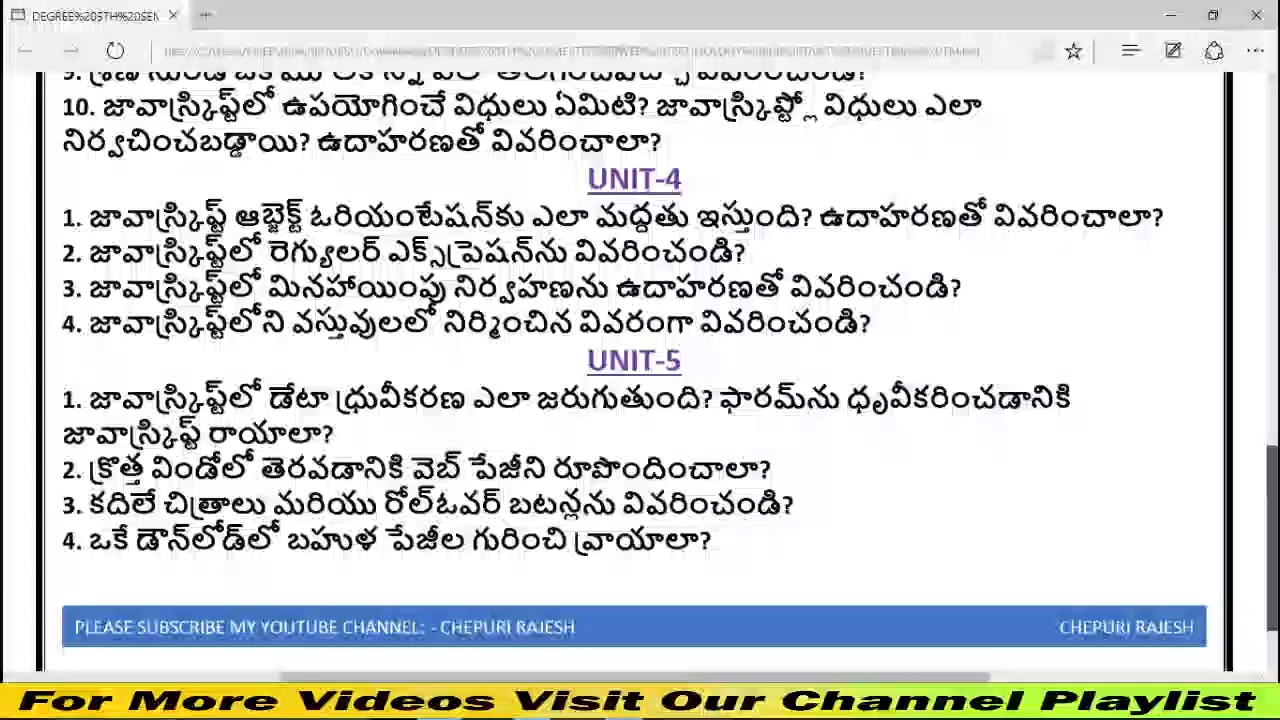 DEGREE%205TH%20SEM
10. జావాస్క్రిప్ట్‌లో ఉపయోగించే విధులు ఏమిటి? జావాస్క్రిప్ట్లో విధులు ఎలా
నిర్వచించబడ్డాయి? ఉదాహరణతో వివరించాలా?
UNIT-4
1. జావాస్క్రిప్ట్ ఆబ్జెక్ట్ ఓరియంటేషన్‌కు ఎలా మద్దతు ఇస్తుంది? ఉదాహరణతో వివరించాలా?
2. జావాస్క్రిప్ట్‌లో రెగ్యులర్ ఎక్స్‌ప్రెషన్‌ను వివరించండి?
3. జావాస్క్రిప్ట్‌లో మినహాయింపు నిర్వహణను ఉదాహరణతో వివరించండి?
4. జావాస్క్రిప్ట్‌లోని వస్తువులలో నిర్మించిన వివరంగా వివరించండి?
UNIT-5
1. జావాస్క్రిప్ట్‌లో డేటా ధ్రువీకరణ ఎలా జరుగుతుంది? ఫారమ్‌ను ధృవీకరించడానికి
జావాస్క్రిప్ట్ రాయాలా?
2. క్రొత్త విండోలో తెరవడానికి వెబ్ పేజీని రూపొందించాలా?
3. కదిలే చిత్రాలు మరియు రోల్‌ఓవర్ బటన్లను వివరించండి?
4. ఒకే డౌన్‌లోడ్‌లో బహుళ పేజీల గురించి వ్రాయాలా?
PLEASE SUBSCRIBE MY YOUTUBE CHANNEL: - CHEPURI RAJESH CHEPURI RAJESH
For More Videos Visit Our Channel Playlist